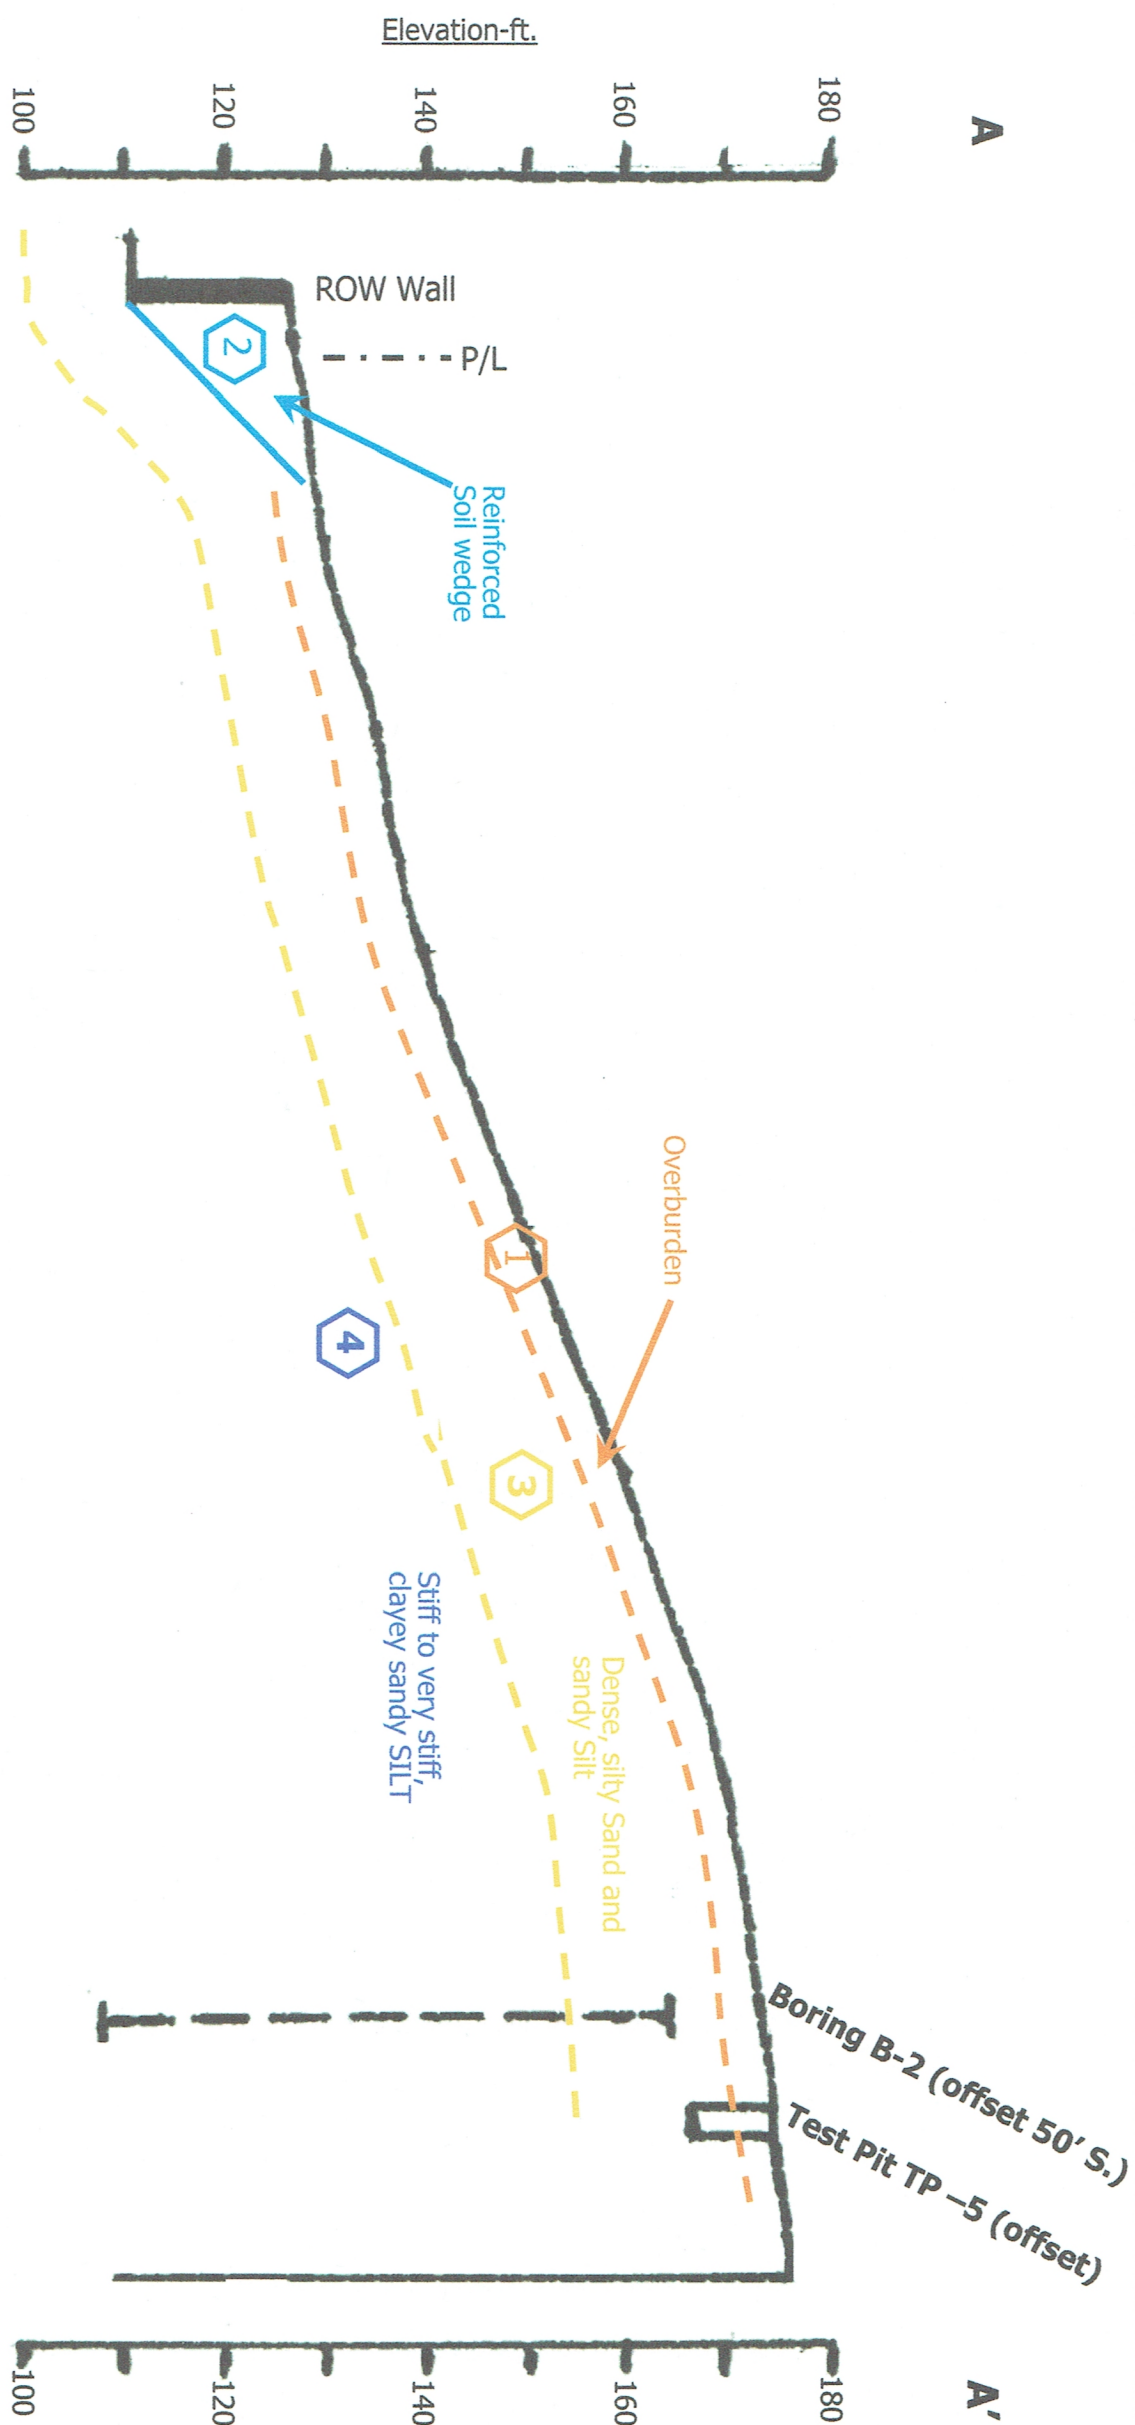 Elevation-ft.
A
180
160
140
120
100
ROW Wall
P/L
2
Reinforced
Soil wedge
Overburden
1
4
3
Dense, silty Sand and
sandy Silt
Stiff to very stiff,
clayey sandy SILT
Boring B-2 (offset 50' S.)
Test Pit TP –5 (offset)
A'
180
160
140
120
100